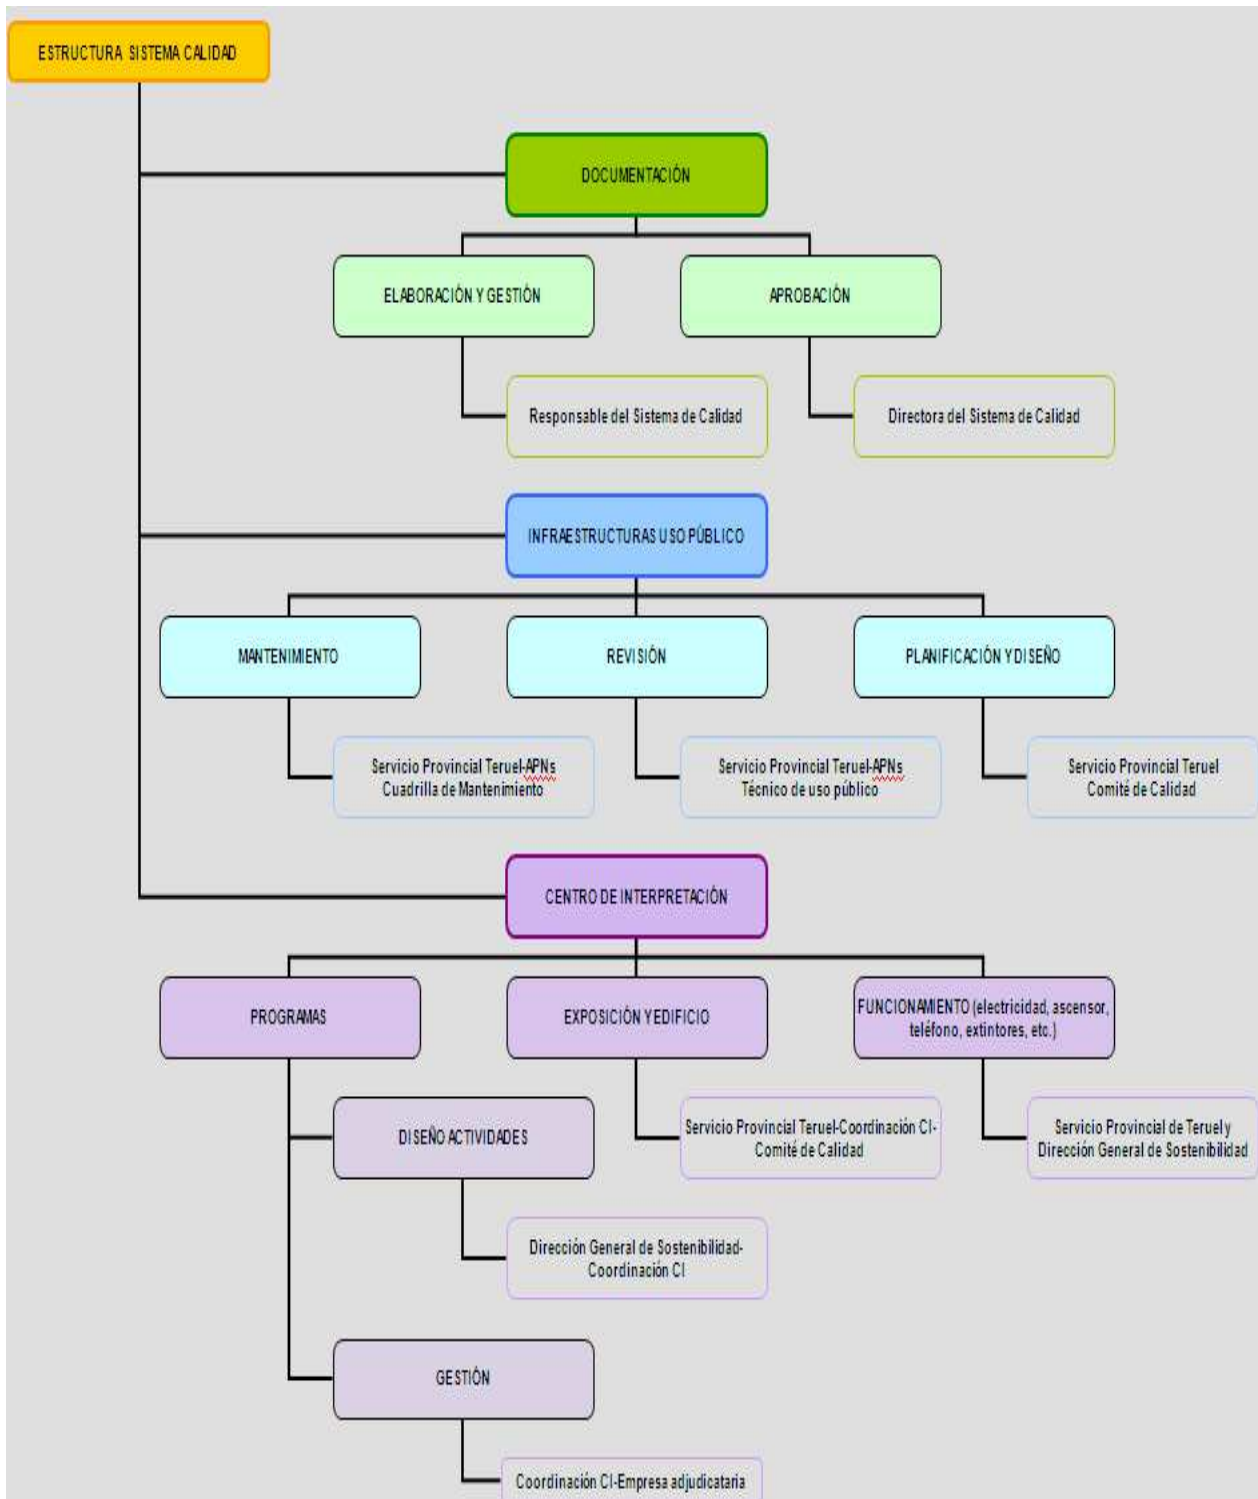 ESTRUCTURA SISTEMA CALIDAD
DOCUMENTACIÓN
ELABORACIÓN Y GESTIÓN
APROBACIÓN
Responsable del Sistema de Calidad
Directora del Sistema de Calidad
INFRAESTRUCTURAS USO PÚBLICO
MANTENIMIENTO
REVISIÓN
PLANIFICACIÓN Y DISEÑO
Servicio Provincial Teruel-APNs
Cuadrilla de Mantenimiento
Servicio Provincial Teruel-APNs
Técnico de uso público
Servicio Provincial Teruel
Comité de Calidad
CENTRO DE INTERPRETACIÓN
PROGRAMAS
EXPOSICIÓN Y EDIFICIO
FUNCIONAMIENTO (electricidad, ascensor,
teléfono, extintores, etc.)
DISEÑO ACTIVIDADES
Servicio Provincial Teruel-Coordinación CI-
Comité de Calidad
Servicio Provincial de Teruel y
Dirección General de Sostenibilidad
Dirección General de Sostenibilidad-
Coordinación CI
GESTIÓN
Coordinación CI-Empresa adjudicataria